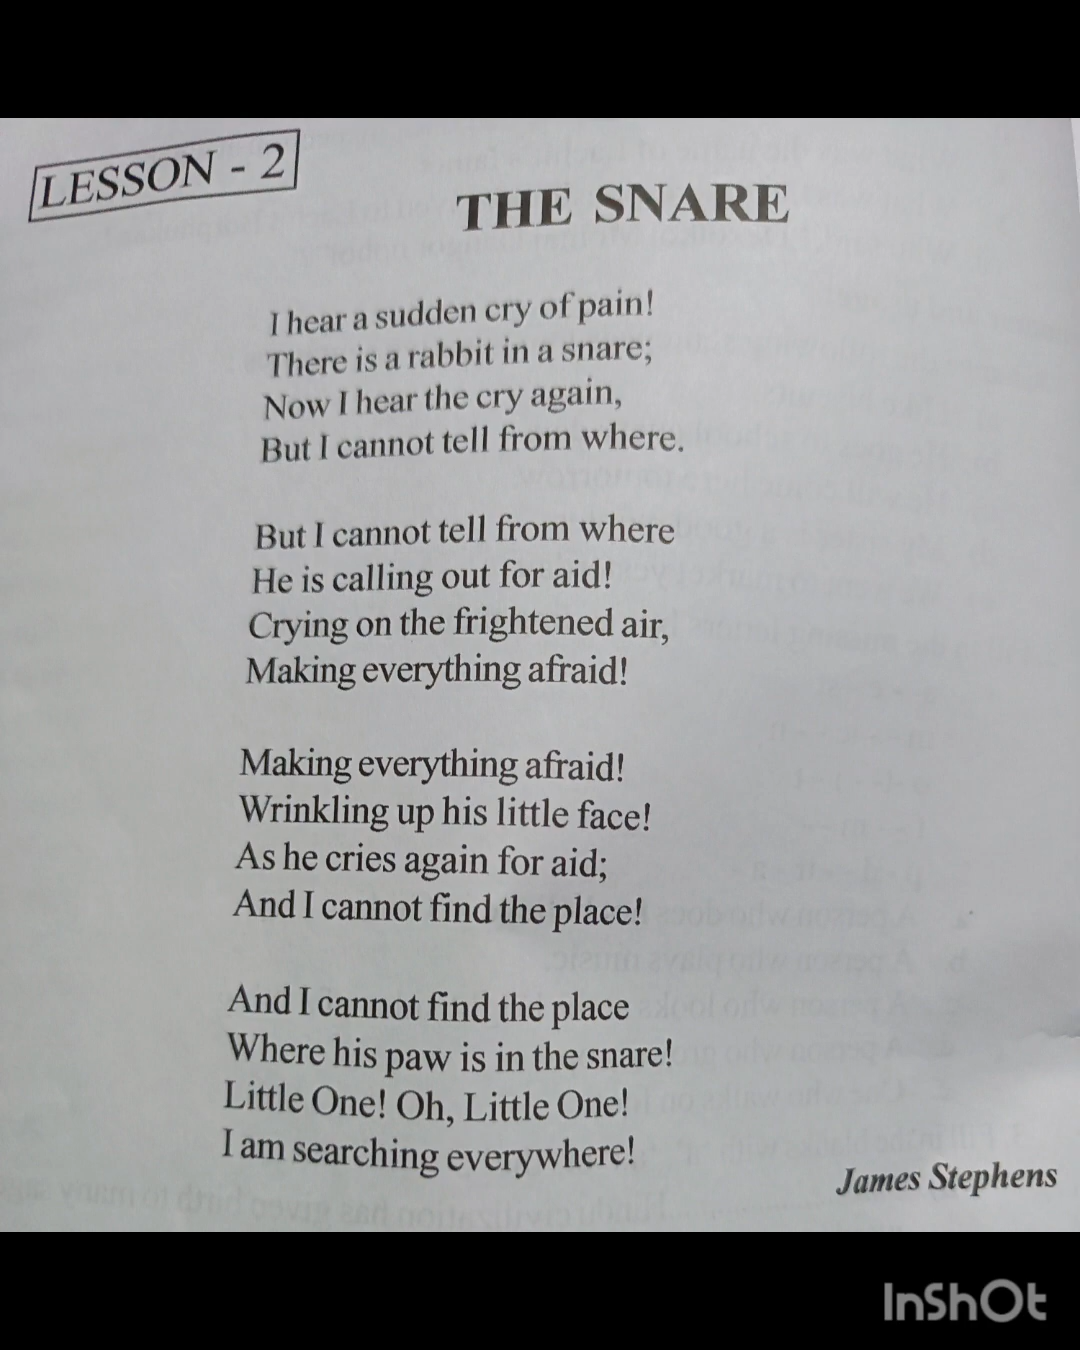 LESSON - 2
THE SNARE
I hear a sudden cry of pain!
There is a rabbit in a snare;
Now I hear the cry again,
But I cannot tell from where.
But I cannot tell from where
He is calling out for aid!
Crying on the frightened air,
Making everything afraid!
Making everything afraid!
Wrinkling up his little face!
As he cries again for aid;
And I cannot find the place!
And I cannot find the place
Where his paw is in the snare!
Little One! Oh, Little One!
I am searching everywhere!
James Stephens
InShOt